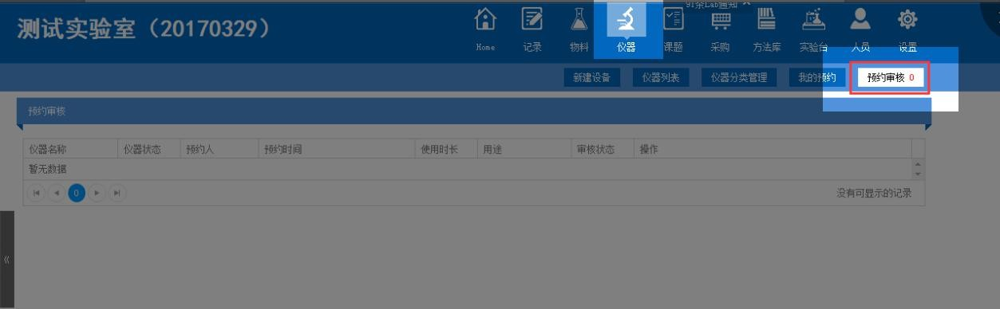 91条Lab通知
测试实验室（20170329）
Home 记录 物料 仪器 课题 采购 方法库 实验台 人员 设置
新建设备 仪器列表 仪器分类管理 我的预约 预约审核 0
预约审核
仪器名称 仪器状态 预约人 预约时间 使用时长 用途 审核状态 操作
暂无数据
0 没有可显示的记录